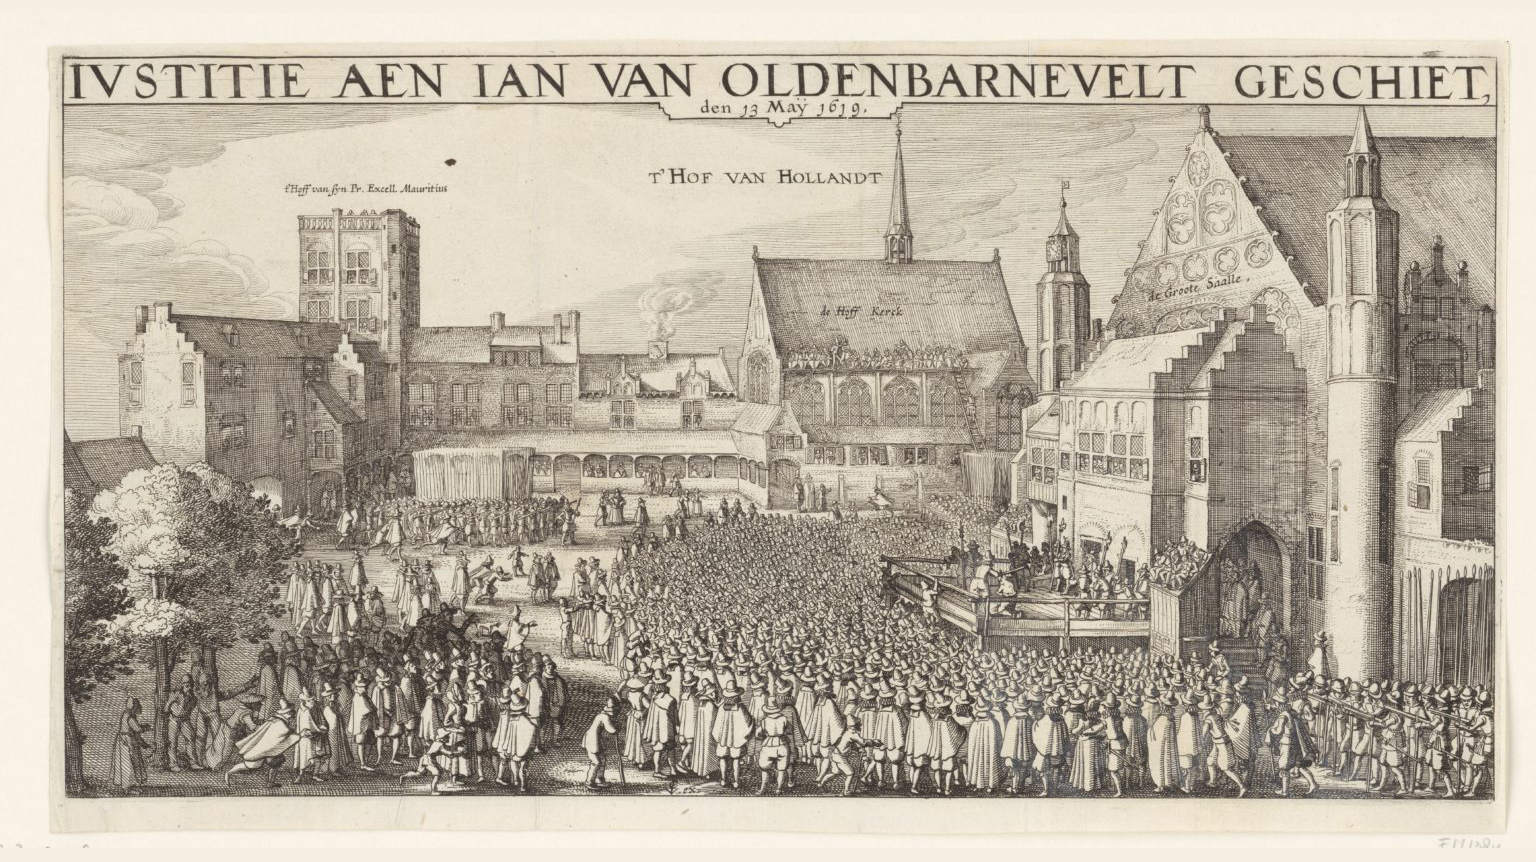 IVSTITIE AEN IAN VAN OLDENBARNEVELT GESCHIET,
den 13 Maÿ 1619.
t'Hoff van syn Pr. Excell. Mauritius
T' HOF VAN HOLLANDT
de Hoff Kerck
de Groote Saalle.